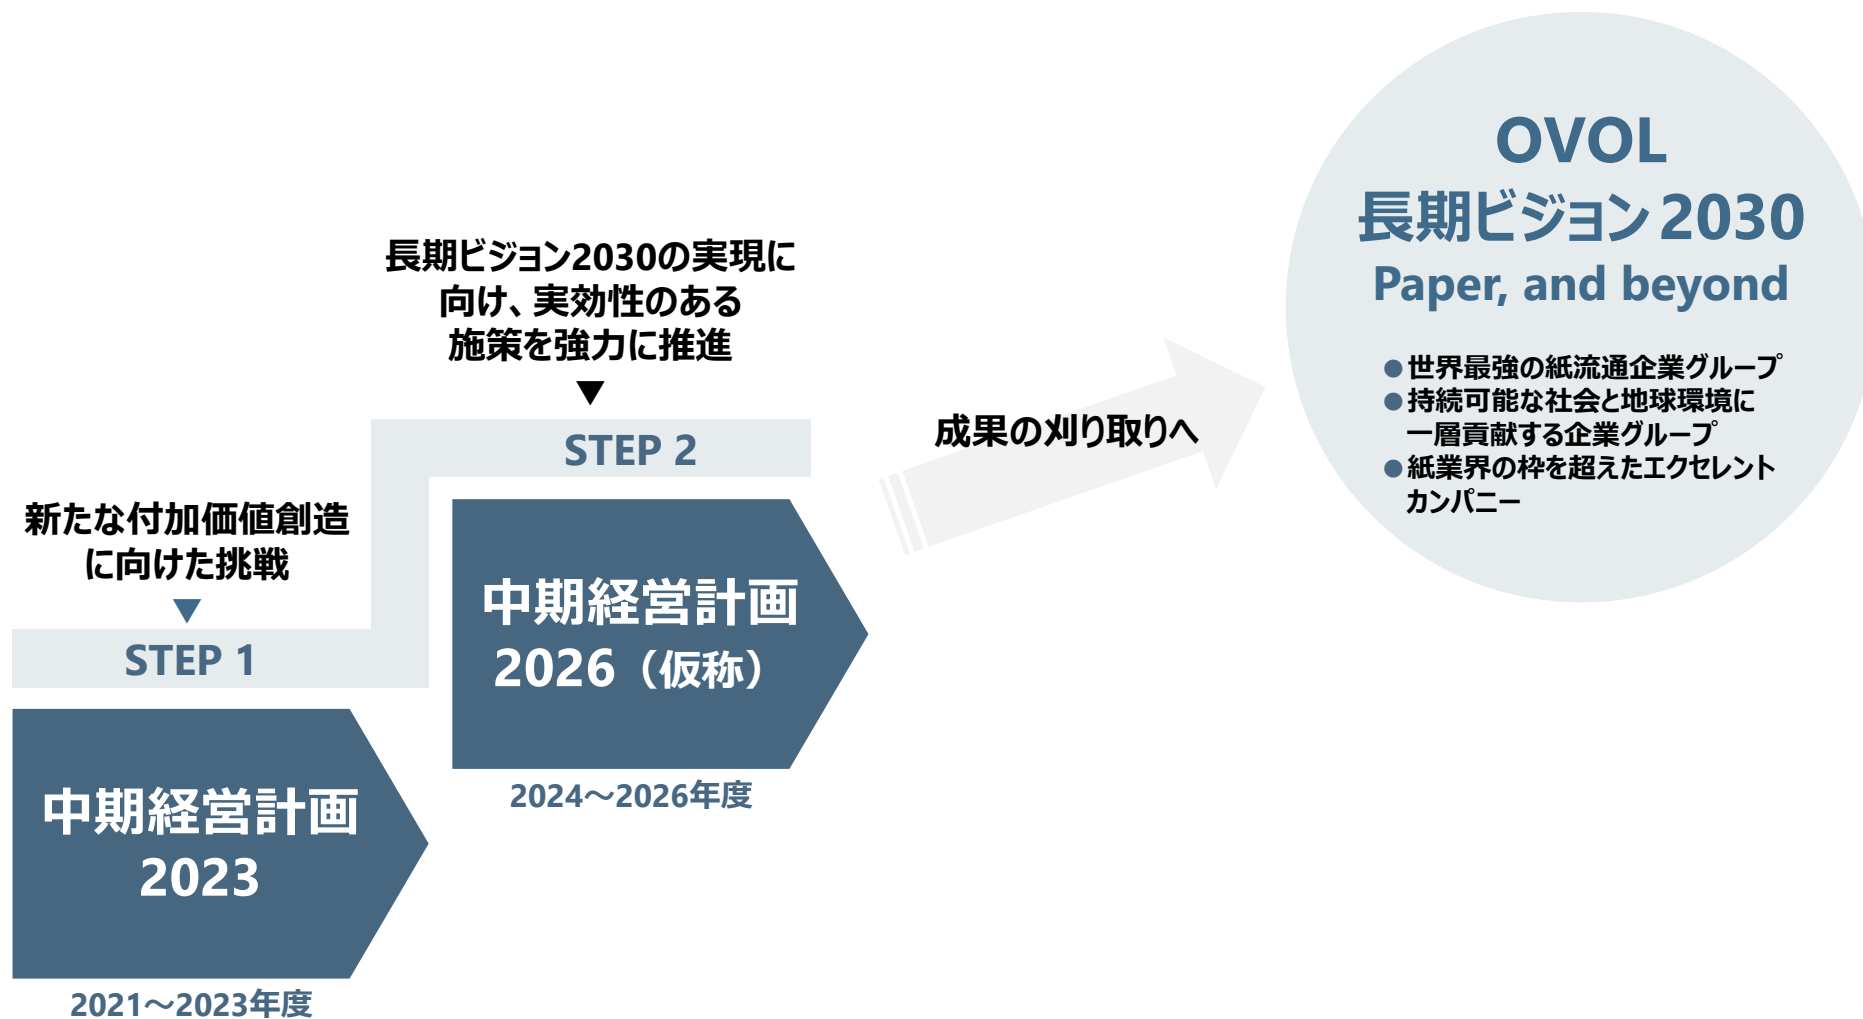 新たな付加価値創造
に向けた挑戦
▼
STEP 1
中期経営計画
2023
2021～2023年度
長期ビジョン2030の実現に
向け、実効性のある
施策を強力に推進
▼
STEP 2
中期経営計画
2026（仮称）
2024～2026年度
成果の刈り取りへ
OVOL
長期ビジョン2030
Paper, and beyond
●世界最強の紙流通企業グループ
●持続可能な社会と地球環境に
一層貢献する企業グループ
●紙業界の枠を超えたエクセレント
カンパニー